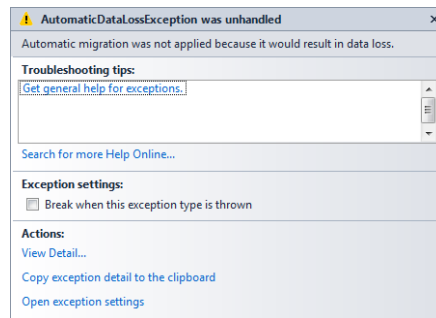 AutomaticDataLossException was unhandled
Automatic migration was not applied because it would result in data loss.
Troubleshooting tips:
Get general help for exceptions.
Search for more Help Online...
Exception settings:
Break when this exception type is thrown
Actions:
View Detail...
Copy exception detail to the clipboard
Open exception settings